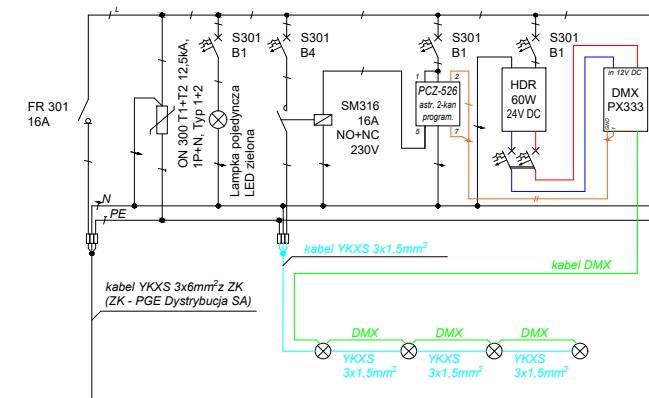 L
S301
B1
S301
B4
S301
B1
S301
B1
FR 301
16A
ON 300 T1+T2 12,5kA,
1P+N, Typ 1+2
Lampka pojedyncza
LED zielona
SM316
16A
NO+NC
230V
1
2
PCZ-526
astr. 2-kan
program.
5
7
HDR
60W
24V DC
in 12V DC
DMX
PX333
GND
1
N
PE
kabel YKXS 3x1,5mm²
kabel DMX
kabel YKXS 3x6mm² z ZK
(ZK - PGE Dystrybucja SA)
DMX
DMX
DMX
YKXS
3x1,5mm²
YKXS
3x1,5mm²
YKXS
3x1,5mm²